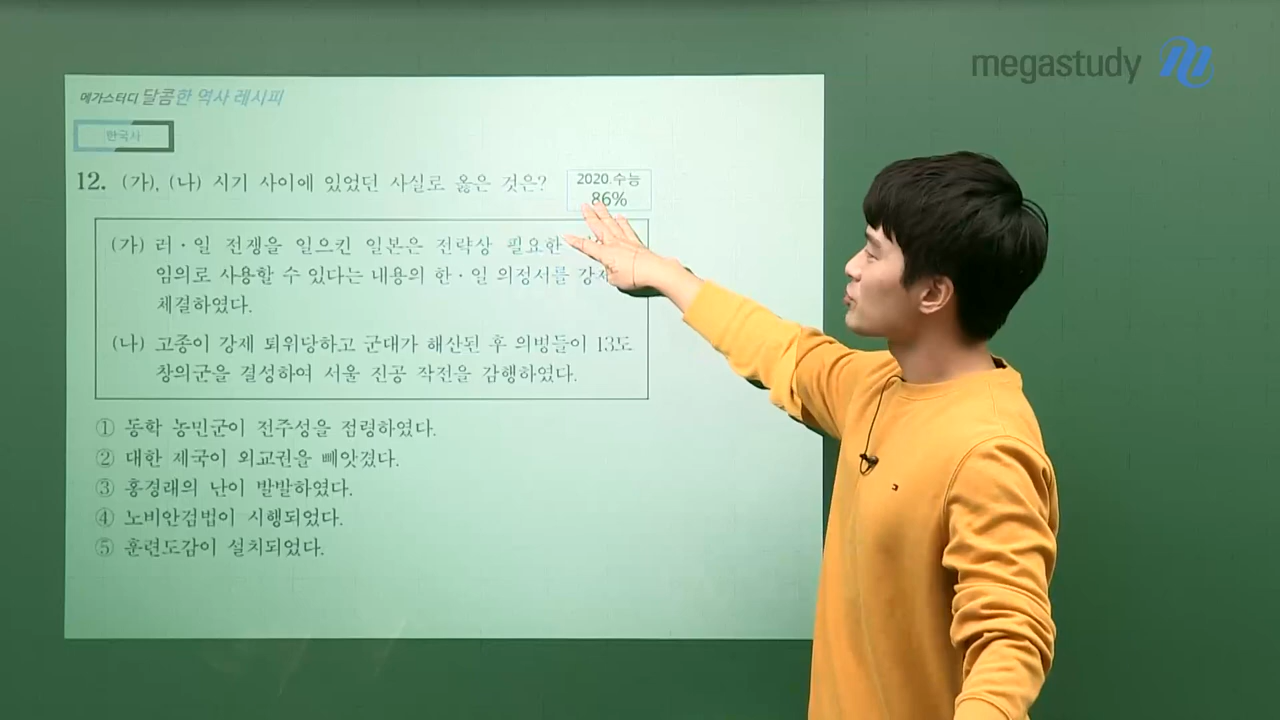 megastudy
메가스터디 달콤한 역사 레시피
한국사
12. (가), (나) 시기 사이에 있었던 사실로 옳은 것은?
2020.수능
86%
(가) 러·일 전쟁을 일으킨 일본은 전략상 필요한
임의로 사용할 수 있다는 내용의 한·일 의정서를
체결하였다.
(나) 고종이 강제 퇴위당하고 군대가 해산된 후 의병들이 13도
창의군을 결성하여 서울 진공 작전을 감행하였다.
① 동학 농민군이 전주성을 점령하였다.
② 대한 제국이 외교권을 빼앗겼다.
③ 홍경래의 난이 발발하였다.
④ 노비안검법이 시행되었다.
⑤ 훈련도감이 설치되었다.